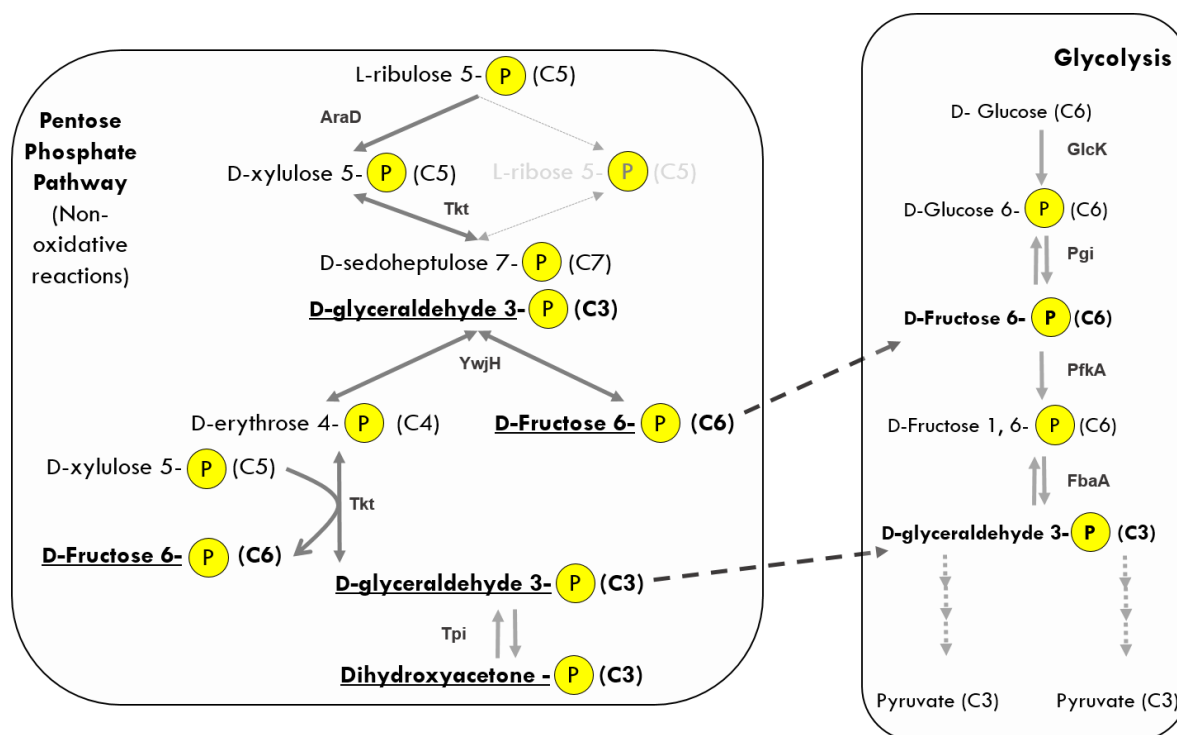 Pentose
Phosphate
Pathway
(Non-
oxidative
reactions)
L-ribulose 5- P (C5)
AraD
D-xylulose 5- P (C5)
L-ribose 5- P (C5)
Tkt
D-sedoheptulose 7- P (C7)
D-glyceraldehyde 3- P (C3)
YwjH
D-erythrose 4- P (C4)
D-Fructose 6- P (C6)
D-xylulose 5- P (C5)
Tkt
D-Fructose 6- P (C6)
D-glyceraldehyde 3- P (C3)
Tpi
Dihydroxyacetone - P (C3)
Glycolysis
D- Glucose (C6)
GlcK
D-Glucose 6- P (C6)
Pgi
D-Fructose 6- P (C6)
PfkA
D-Fructose 1, 6- P (C6)
FbaA
D-glyceraldehyde 3- P (C3)
Pyruvate (C3)
Pyruvate (C3)